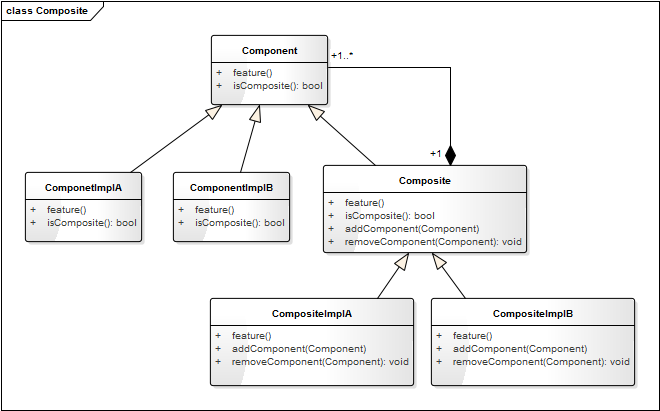 class Composite
Component
+ feature()
+ isComposite(): bool
+1..*
+1
ComponetImplA
+ feature()
+ isComposite(): bool
ComponentImplB
+ feature()
+ isComposite(): bool
Composite
+ feature()
+ isComposite(): bool
+ addComponent(Component)
+ removeComponent(Component): void
CompositeImplA
+ feature()
+ addComponent(Component)
+ removeComponent(Component): void
CompositeImplB
+ feature()
+ addComponent(Component)
+ removeComponent(Component): void